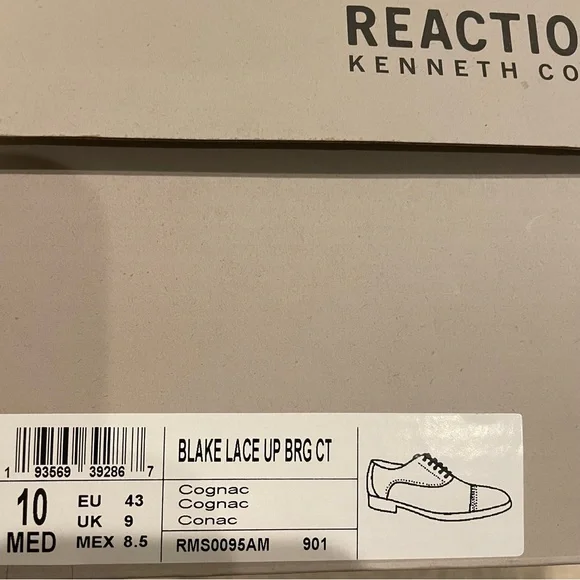 REACTIO
KENNETH CO
1 93569 39286 7
BLAKE LACE UP BRG CT
10
MED
EU 43
UK 9
MEX 8.5
Cognac
Cognac
Conac
RMS0095AM 901